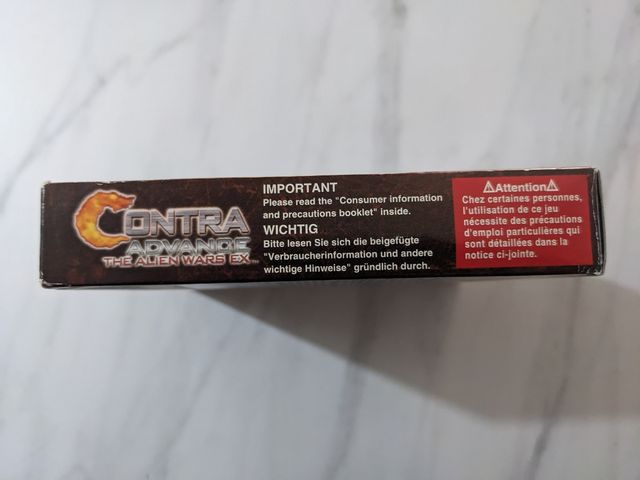 CONTRA
ADVANCE
THE ALIEN WARS EX™
IMPORTANT
Please read the "Consumer information
and precautions booklet" inside.
WICHTIG
Bitte lesen Sie sich die beigefügte
"Verbraucherinformation und andere
wichtige Hinweise" gründlich durch.
⚠Attention⚠
Chez certaines personnes,
l'utilisation de ce jeu
nécessite des précautions
d'emploi particulières qui
sont détaillées dans la
notice ci-jointe.